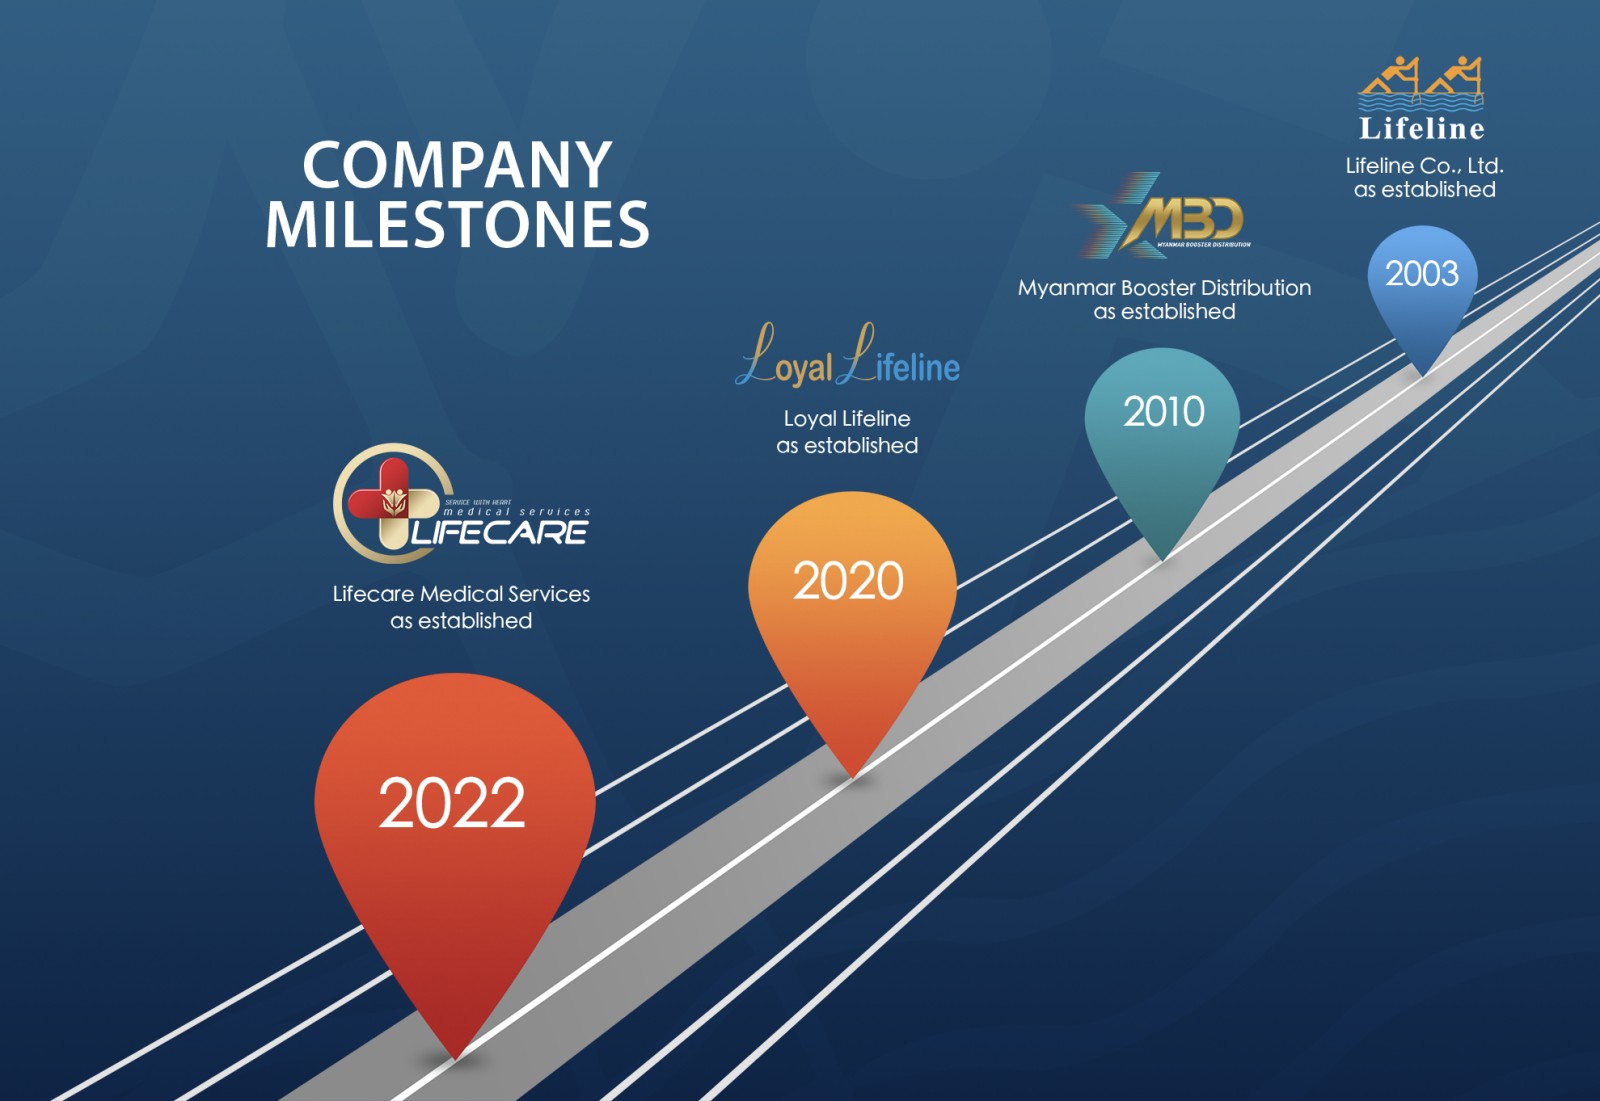 COMPANY
MILESTONES
Lifeline
Lifeline Co., Ltd.
as established
2003
MBD
MYANMAR BOOSTER DISTRIBUTION
Myanmar Booster Distribution
as established
2010
Loyal Lifeline
Loyal Lifeline
as established
2020
SERVICE WITH HEART
medical services
LIFECARE
Lifecare Medical Services
as established
2022